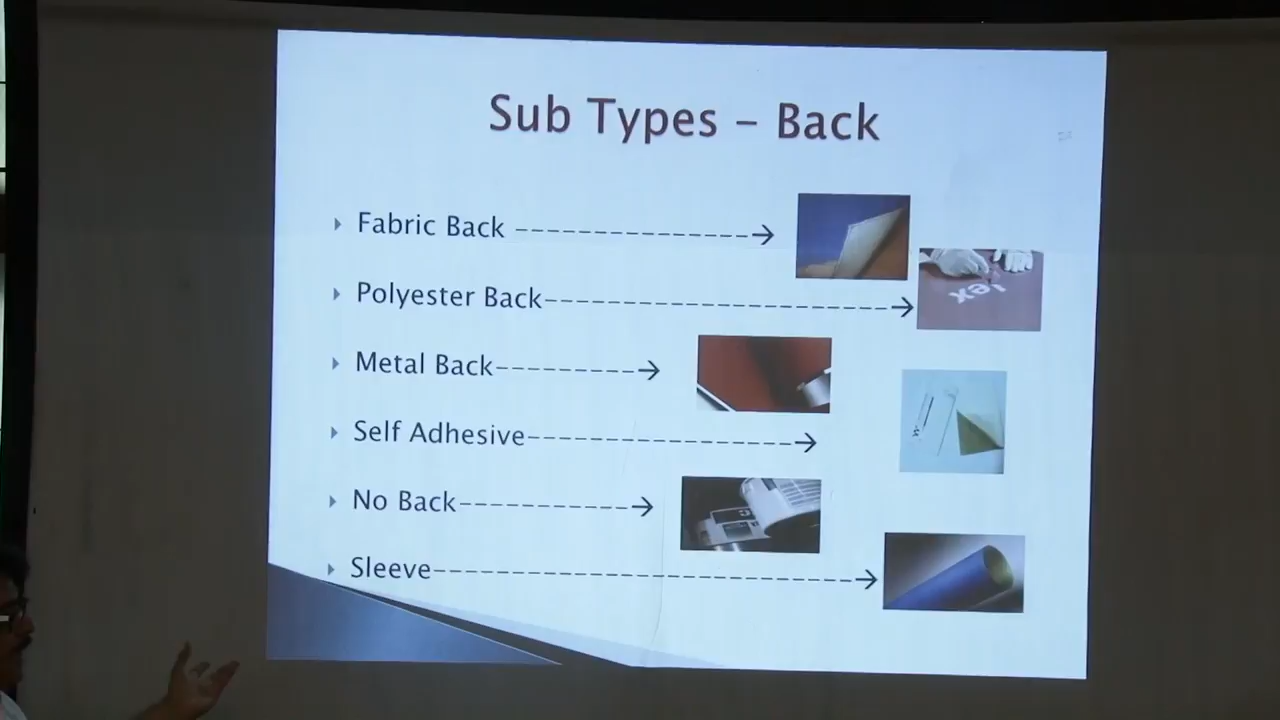 Sub Types – Back
Fabric Back --------------->
Polyester Back-------------------->
Metal Back---------->
Self Adhesive----------------->
No Back----------->
Sleeve-------------------------->